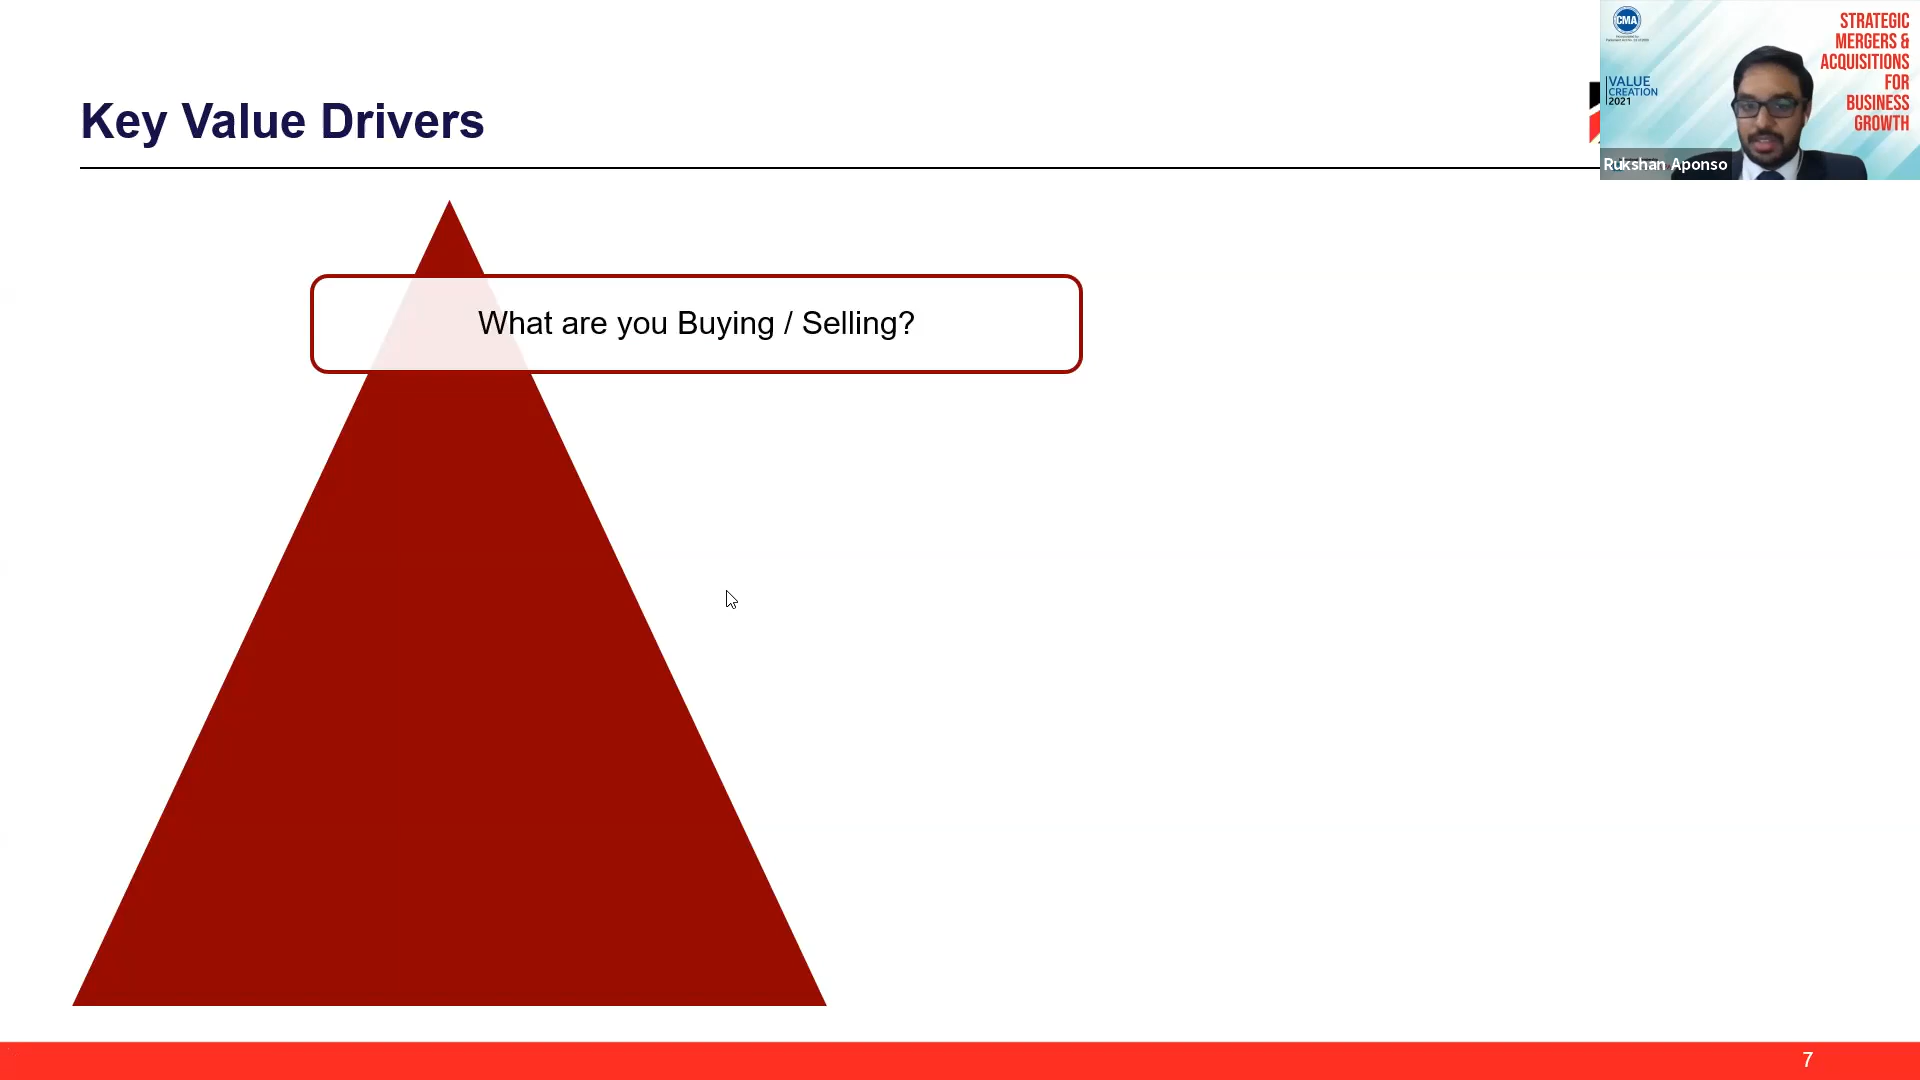 Key Value Drivers
What are you Buying / Selling?
7
CMA
VALUE
CREATION
2021
STRATEGIC
MERGERS &
ACQUISITIONS
FOR
BUSINESS
GROWTH
Rukshan Aponso